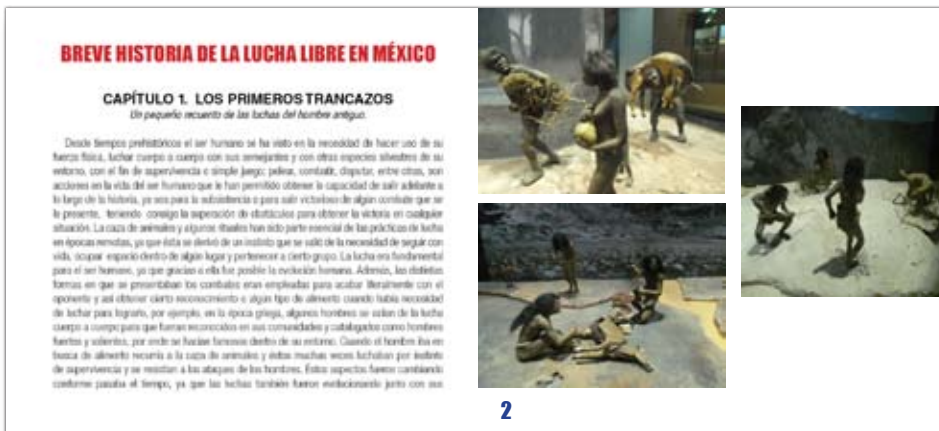 BREVE HISTORIA DE LA LUCHA LIBRE EN MÉXICO
CAPÍTULO 1. LOS PRIMEROS TRANCAZOS
Un pequeño recuento de las luchas del hombre antiguo.
Desde tiempos prehistóricos el ser humano se ha visto en la necesidad de hacer uso de su
fuerza física, luchar cuerpo a cuerpo con sus semejantes y con otras especies silvestres de su
entorno, con el fin de supervivencia o simple juego; pelear, combatir, disputar, entre otras, son
acciones en la vida del ser humano que le han permitido obtener la capacidad de salir adelante a
lo largo de la historia, ya sea para la subsistencia o para salir victorioso de algún combate que se
le presente, teniendo consigo la superación de obstáculos para obtener la victoria en cualquier
situación. La caza de animales y algunos rituales han sido parte esencial de las prácticas de lucha
en épocas remotas, ya que ésta se derivó de un instinto que se valió de la necesidad de seguir con
vida, ocupar espacio dentro de algún lugar y pertenecer a cierto grupo. La lucha era fundamental
para el ser humano, ya que gracias a ella fue posible la evolución humana. Además, las distintas
formas en que se presentaban los combates eran empleadas para acabar literalmente con el
oponente y así obtener cierto reconocimiento o algún tipo de alimento cuando había necesidad
de luchar para lograrlo, por ejemplo, en la época griega, algunos hombres se valían de la lucha
cuerpo a cuerpo para que fueran reconocidos en sus comunidades y catalogados como hombres
fuertes y valientes, por ende se hacían famosos dentro de su entorno. Cuando el hombre iba en
busca de alimento recurría a la caza de animales y éstos muchas veces luchaban por instinto
de supervivencia y se resistían a los ataques de los hombres. Estos aspectos fueron cambiando
conforme pasaba el tiempo, ya que las luchas también fueron evolucionando junto con sus
2